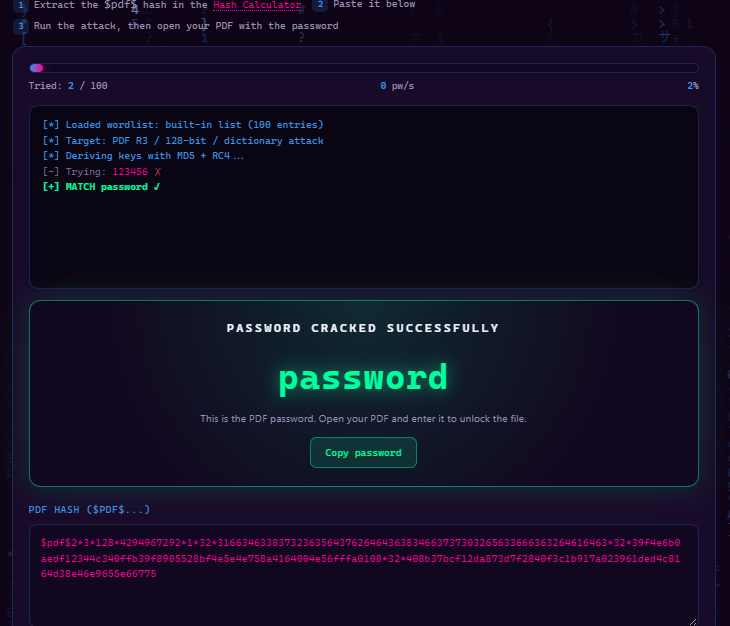 1 Extract the $pdf$ hash in the Hash Calculator 2 Paste it below
3 Run the attack, then open your PDF with the password
Tried: 2 / 100 0 pw/s 2%
[*] Loaded wordlist: built-in list (100 entries)
[*] Target: PDF R3 / 128-bit / dictionary attack
[*] Deriving keys with MD5 + RC4...
[-] Trying: 123456 ✗
[+] MATCH password ✓
PASSWORD CRACKED SUCCESSFULLY
password
This is the PDF password. Open your PDF and enter it to unlock the file.
Copy password
PDF HASH ($PDF$...)
$pdf$2*3*128*4294967292*1*32*3166346338373236356437626464363834663737303265633666363264616463*32*39f4e6b0
aedf12344c340ffb39f8905528bf4e5e4e758a4164004e56fffa0108*32*408b37bcf12da873d7f2840f3c1b917a023961ded4c81
64d38e46e9655e66775